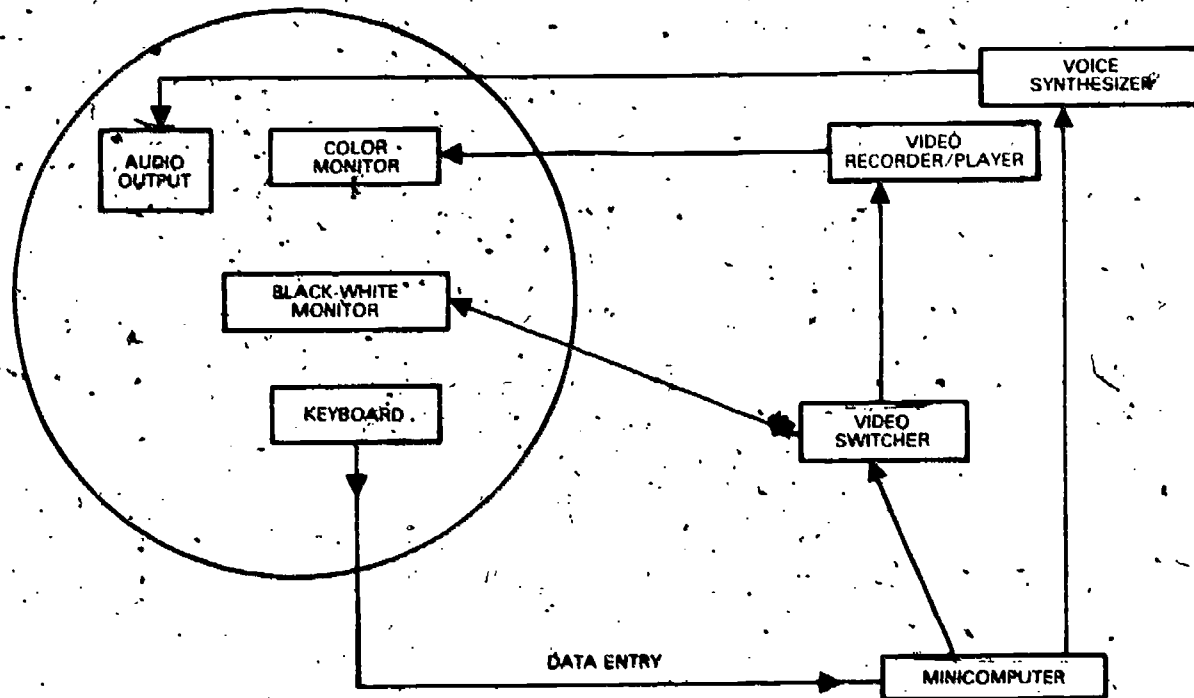 VOICE
SYNTHESIZER
VIDEO
RECORDER/PLAYER
AUDIO
OUTPUT
COLOR
MONITOR
BLACK-WHITE
MONITOR
KEYBOARD
VIDEO
SWITCHER
DATA ENTRY
MINICOMPUTER